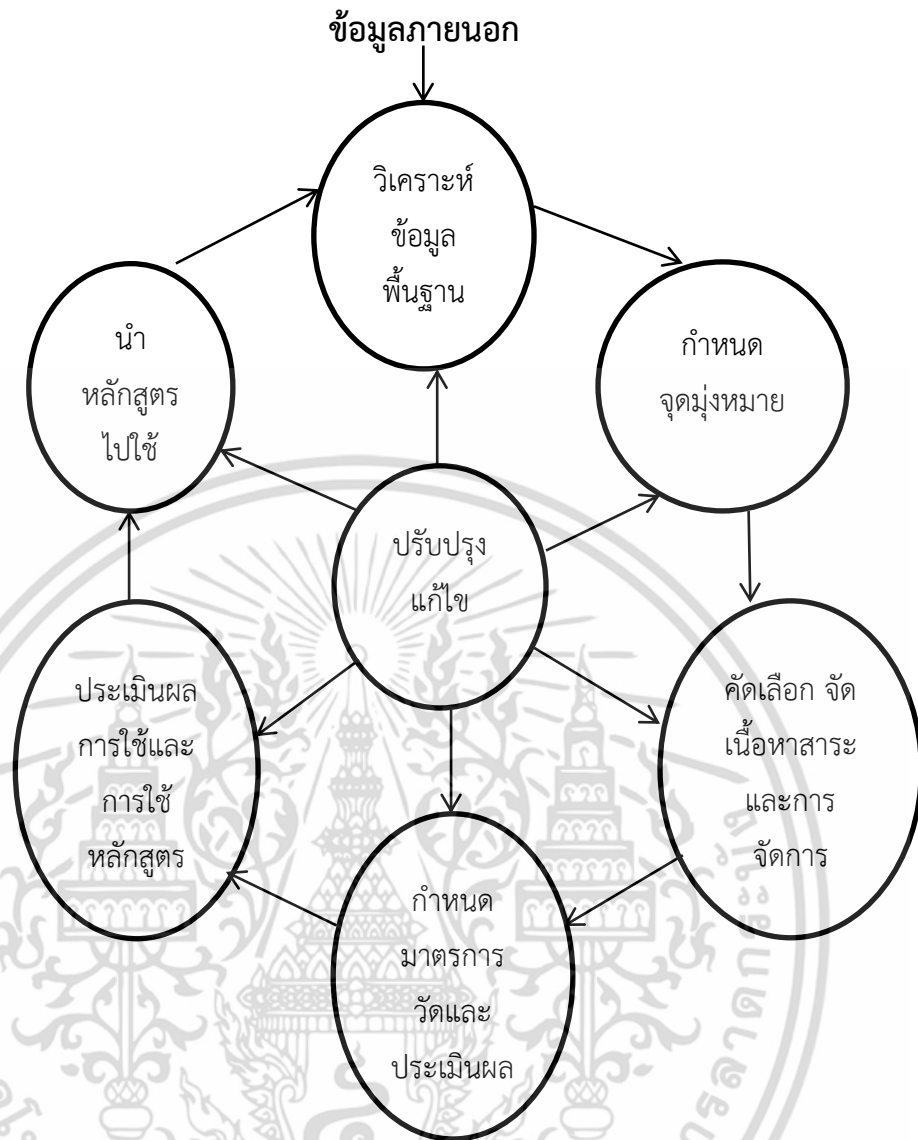 ข้อมูลภายนอก
วิเคราะห์
ข้อมูล
พื้นฐาน
กำหนด
จุดมุ่งหมาย
คัดเลือก จัด
เนื้อหาสาระ
และการ
จัดการ
กำหนด
มาตรการ
วัดและ
ประเมินผล
ประเมินผล
การใช้และ
การใช้
หลักสูตร
นำ
หลักสูตร
ไปใช้
ปรับปรุง
แก้ไข